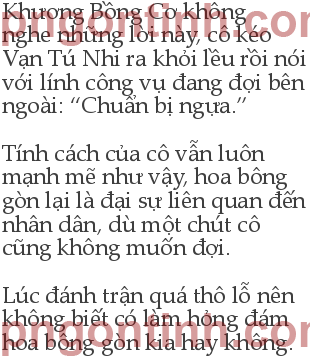 Khương Bồng Cơ không
nghe những lời này, cô kéo
Vạn Tú Nhi ra khỏi lều rồi nói
với lính công vụ đang đợi bên
ngoài: “Chuẩn bị ngựa.”
Tính cách của cô vẫn luôn
mạnh mẽ như vậy, hoa bông
gòn lại là đại sự liên quan đến
nhân dân, dù một chút cô
cũng không muốn đợi.
Lúc đánh trận quá thô lỗ nên
không biết có làm hỏng đám
hoa bông gòn kia hay không.
pngontinh.com
pngontinh.com